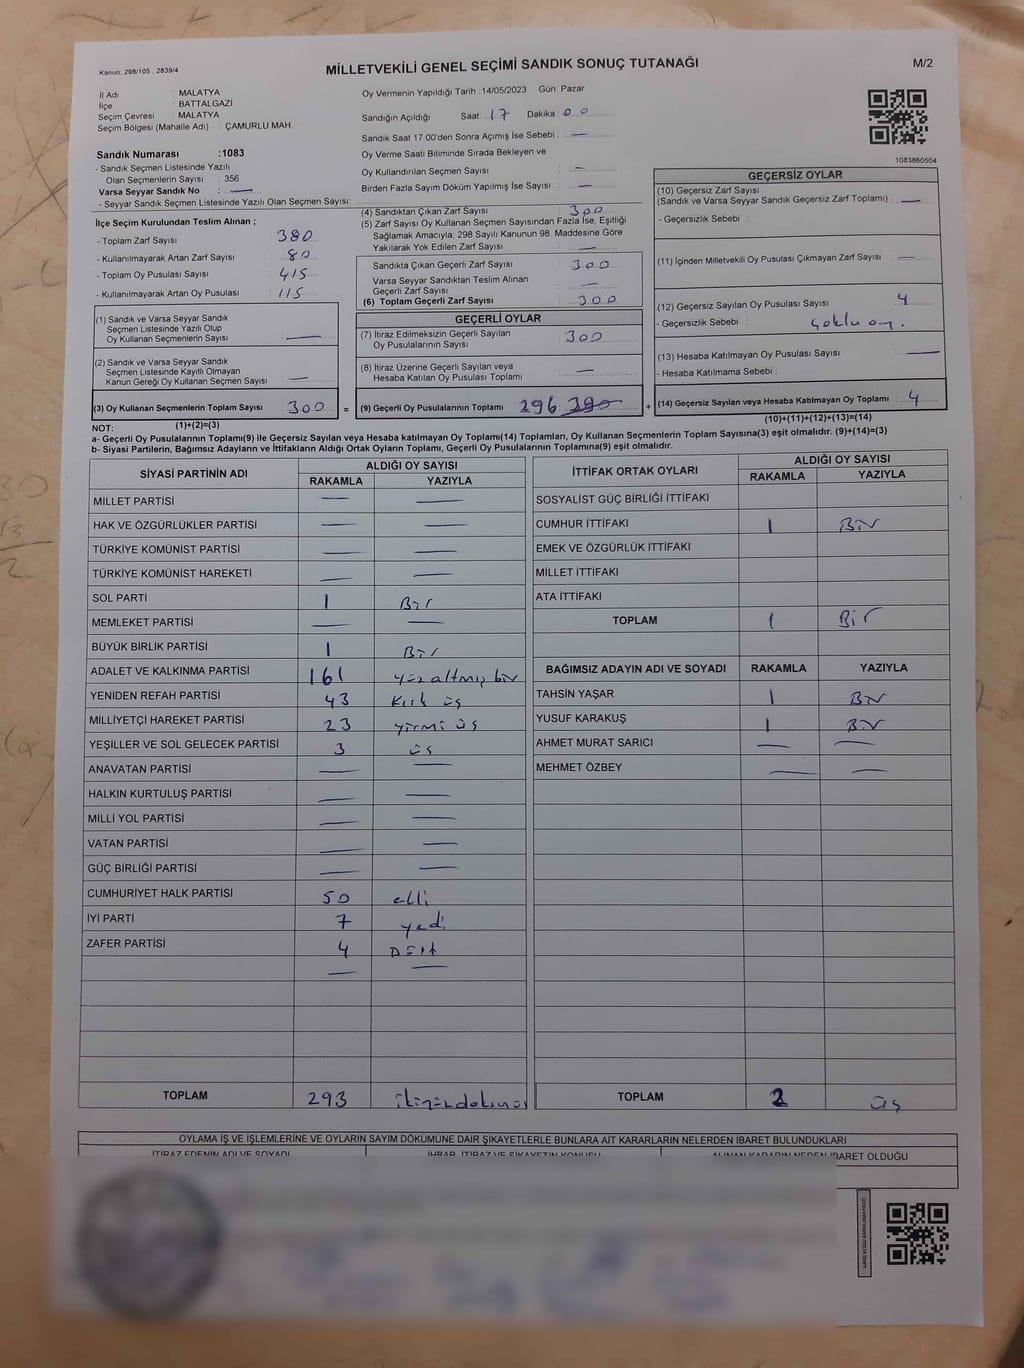 Kanun: 298/105 , 2839/4
MİLLETVEKİLİ GENEL SEÇİMİ SANDIK SONUÇ TUTANAĞI
M/2
İl Adı : MALATYA
İlçe : BATTALGAZİ
Seçim Çevresi : MALATYA
Seçim Bölgesi (Mahalle Adı) : ÇAMURLU MAH.
Sandık Numarası :1083
- Sandık Seçmen Listesinde Yazılı
Olan Seçmenlerin Sayısı : 356
Varsa Seyyar Sandık No : —
- Seyyar Sandık Seçmen Listesinde Yazılı Olan Seçmen Sayısı:
Oy Vermenin Yapıldığı Tarih :14/05/2023 Gün: Pazar
Sandığın Açıldığı Saat: 17 Dakika: 00
Sandık Saat 17:00'den Sonra Açımış İse Sebebi : —
Oy Verme Saati Bitiminde Sırada Bekleyen ve
Oy Kullandırılan Seçmen Sayısı : —
Birden Fazla Sayım Döküm Yapılmış İse Sayısı : —
1083860504
İlçe Seçim Kurulundan Teslim Alınan ;
- Toplam Zarf Sayısı : 380
- Kullanılmayarak Artan Zarf Sayısı : 80
- Toplam Oy Pusulası Sayısı : 415
- Kullanılmayarak Artan Oy Pusulası : 115
(1) Sandık ve Varsa Seyyar Sandık
Seçmen Listesinde Yazılı Olup
Oy Kullanan Seçmenlerin Sayısı : —
(2) Sandık ve Varsa Seyyar Sandık
Seçmen Listesinde Kayıtlı Olmayan
Kanun Gereği Oy Kullanan Seçmen Sayısı : —
(3) Oy Kullanan Seçmenlerin Toplam Sayısı : 300 =
(1)+(2)=(3)
(4) Sandıktan Çıkan Zarf Sayısı : 300
(5) Zarf Sayısı Oy Kullanan Seçmen Sayısından Fazla İse, Eşitliği
Sağlamak Amacıyla; 298 Sayılı Kanunun 98. Maddesine Göre
Yakılarak Yok Edilen Zarf Sayısı : —
Sandıkta Çıkan Geçerli Zarf Sayısı : 300
Varsa Seyyar Sandıktan Teslim Alınan
Geçerli Zarf Sayısı : —
(6) Toplam Geçerli Zarf Sayısı : 300
GEÇERLİ OYLAR
(7) İtiraz Edilmeksizin Geçerli Sayılan
Oy Pusulalarının Sayısı : 300
(8) İtiraz Üzerine Geçerli Sayılan veya
Hesaba Katılan Oy Pusulası Toplamı : —
(9) Geçerli Oy Pusulalarının Toplamı 296 +
GEÇERSİZ OYLAR
(10) Geçersiz Zarf Sayısı
(Sandık ve Varsa Seyyar Sandık Geçersiz Zarf Toplamı) : —
- Geçersizlik Sebebi :
(11) İçinden Milletvekili Oy Pusulası Çıkmayan Zarf Sayısı : —
(12) Geçersiz Sayılan Oy Pusulası Sayısı : 4
- Geçersizlik Sebebi : çoklu oy.
(13) Hesaba Katılmayan Oy Pusulası Sayısı : —
- Hesaba Katılmama Sebebi :
(14) Geçersiz Sayılan veya Hesaba Katılmayan Oy Toplamı : 4
(10)+(11)+(12)+(13)=(14)
NOT:
a- Geçerli Oy Pusulalarının Toplamı(9) ile Geçersiz Sayılan veya Hesaba katılmayan Oy Toplamı(14) Toplamları, Oy Kullanan Seçmenlerin Toplam Sayısına(3) eşit olmalıdır. (9)+(14)=(3)
b- Siyasi Partilerin, Bağımsız Adayların ve İttifakların Aldığı Ortak Oyların Toplamı, Geçerli Oy Pusulalarının Toplamına(9) eşit olmalıdır.
SİYASİ PARTİNİN ADI
ALDIĞI OY SAYISI
RAKAMLA YAZIYLA
MİLLET PARTİSİ — —
HAK VE ÖZGÜRLÜKLER PARTİSİ — —
TÜRKİYE KOMÜNİST PARTİSİ — —
TÜRKİYE KOMÜNİST HAREKETİ — —
SOL PARTİ 1 Bir
MEMLEKET PARTİSİ — —
BÜYÜK BİRLİK PARTİSİ 1 Bir
ADALET VE KALKINMA PARTİSİ 161 yüz altmış bir
YENİDEN REFAH PARTİSİ 43 Kırk üç
MİLLİYETÇİ HAREKET PARTİSİ 23 yirmi üç
YEŞİLLER VE SOL GELECEK PARTİSİ 3 üç
ANAVATAN PARTİSİ — —
HALKIN KURTULUŞ PARTİSİ — —
MİLLİ YOL PARTİSİ — —
VATAN PARTİSİ — —
GÜÇ BİRLİĞİ PARTİSİ — —
CUMHURİYET HALK PARTİSİ 50 elli
İYİ PARTİ 7 yedi
ZAFER PARTİSİ 4 Dört
— —
TOPLAM 293
İTTİFAK ORTAK OYLARI
ALDIĞI OY SAYISI
RAKAMLA YAZIYLA
SOSYALİST GÜÇ BİRLİĞİ İTTİFAKI
CUMHUR İTTİFAKI 1 Bir
EMEK VE ÖZGÜRLÜK İTTİFAKI
MİLLET İTTİFAKI
ATA İTTİFAKI
TOPLAM 1 Bir
BAĞIMSIZ ADAYIN ADI VE SOYADI RAKAMLA YAZIYLA
TAHSİN YAŞAR 1 Bir
YUSUF KARAKUŞ 1 Bir
AHMET MURAT SARICI — —
MEHMET ÖZBEY — —
TOPLAM 2 üç
OYLAMA İŞ VE İŞLEMLERİNE VE OYLARIN SAYIM DÖKÜMÜNE DAİR ŞİKAYETLERLE BUNLARA AİT KARARLARIN NELERDEN İBARET BULUNDUKLARI
İTİRAZ EDENİN ADI VE SOYADI İHBAR, İTİRAZ VE ŞİKAYETİN KONUSU ALINAN KARARIN NEDEN İBARET OLDUĞU